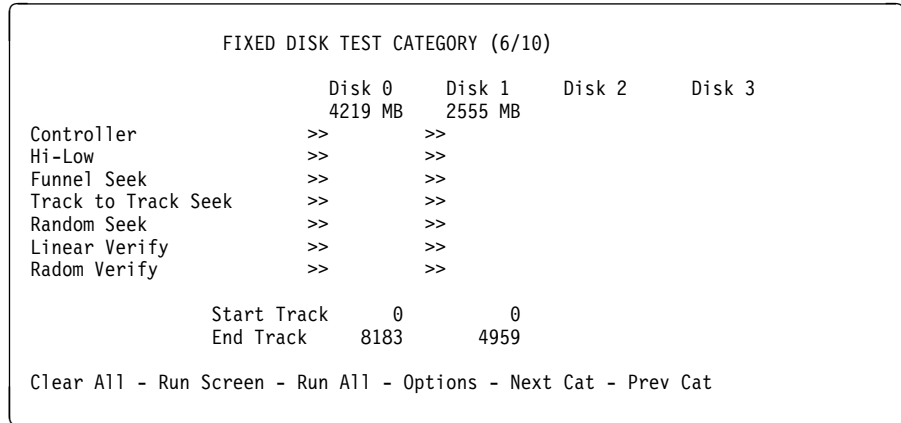 FIXED DISK TEST CATEGORY (6/10)
Disk 0 Disk 1 Disk 2 Disk 3
4219 MB 2555 MB
Controller >> >>
Hi-Low >> >>
Funnel Seek >> >>
Track to Track Seek >> >>
Random Seek >> >>
Linear Verify >> >>
Radom Verify >> >>
Start Track 0 0
End Track 8183 4959
Clear All - Run Screen - Run All - Options - Next Cat - Prev Cat